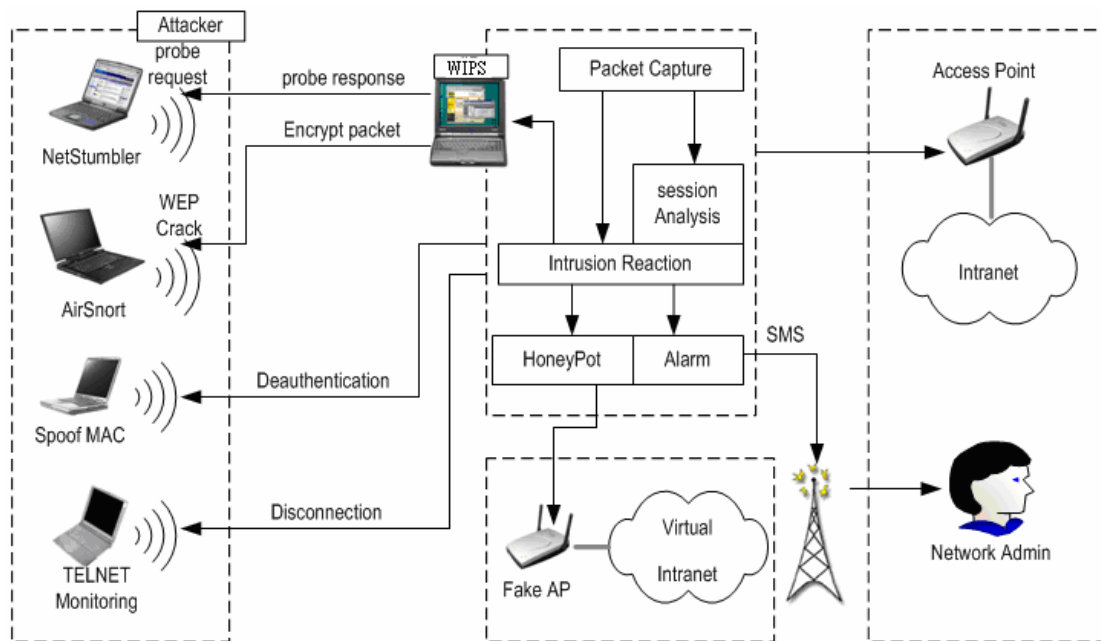 Attacker
probe
request
NetStumbler
WEP
Crack
AirSnort
Spoof MAC
TELNET
Monitoring
probe response
Encrypt packet
Deauthentication
Disconnection
WIPS
Packet Capture
session
Analysis
Intrusion Reaction
HoneyPot
Alarm
SMS
Fake AP
Virtual
Intranet
Access Point
Intranet
Network Admin